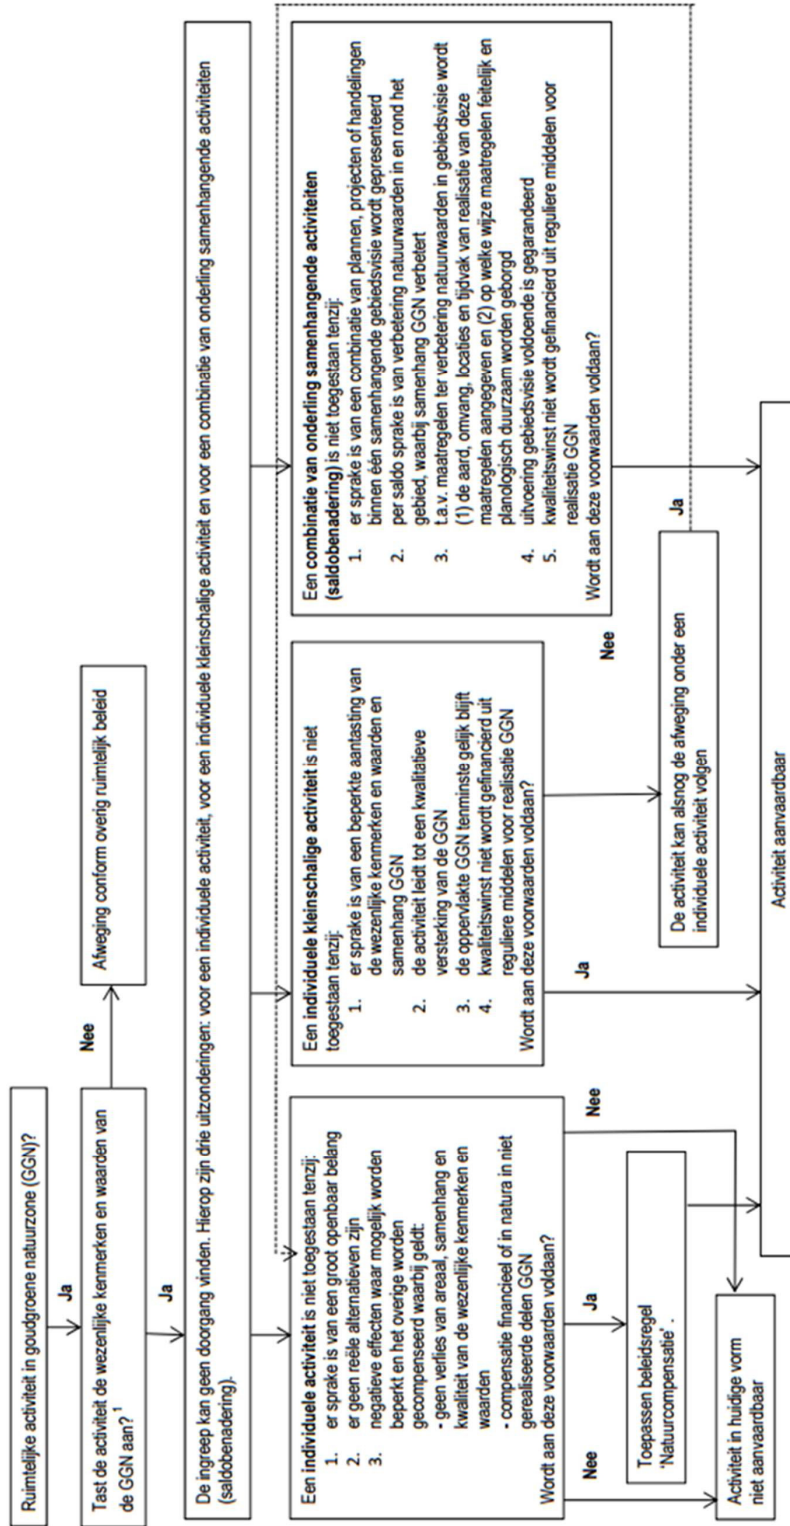 Ruimtelijke activiteit in goudgroene natuurzone (GGN)?
Ja
Tast de activiteit de wezenlijke kenmerken en waarden van
de GGN aan? 1
Nee
Afweging conform overig ruimtelijk beleid
Ja
De ingreep kan geen doorgang vinden. Hierop zijn drie uitzonderingen: voor een individuele activiteit, voor een individuele kleinschalige activiteit en voor een combinatie van onderling samenhangende activiteiten
(saldobenadering).
Een individuele activiteit is niet toegestaan tenzij:
1. er sprake is van een groot openbaar belang
2. er geen reële alternatieven zijn
3. negatieve effecten waar mogelijk worden
beperkt en het overige worden
gecompenseerd waarbij geldt:
- geen verlies van areaal, samenhang en
kwaliteit van de wezenlijke kenmerken en
waarden
- compensatie financieel of in natura in niet
gerealiseerde delen GGN
Wordt aan deze voorwaarden voldaan?
Een individuele kleinschalige activiteit is niet
toegestaan tenzij:
1. er sprake is van een beperkte aantasting van
de wezenlijke kenmerken en waarden en
samenhang GGN
2. de activiteit leidt tot een kwalitatieve
versterking van de GGN
3. de oppervlakte GGN tenminste gelijk blijft
4. kwaliteitswinst niet wordt gefinancierd uit
reguliere middelen voor realisatie GGN
Wordt aan deze voorwaarden voldaan?
Een combinatie van onderling samenhangende activiteiten
(saldobenadering) is niet toegestaan tenzij:
1. er sprake is van een combinatie van plannen, projecten of handelingen
binnen één samenhangende gebiedsvisie wordt gepresenteerd
2. per saldo sprake is van verbetering natuurwaarden in en rond het
gebied, waarbij samenhang GGN verbetert
3. t.a.v. maatregelen ter verbetering natuurwaarden in gebiedsvisie wordt
(1) de aard, omvang, locaties en tijdvak van realisatie van deze
maatregelen aangegeven en (2) op welke wijze maatregelen feitelijk en
planologisch duurzaam worden geborgd
4. uitvoering gebiedsvisie voldoende is gegarandeerd
5. kwaliteitswinst niet wordt gefinancierd uit reguliere middelen voor
realisatie GGN
Wordt aan deze voorwaarden voldaan?
Nee
Ja
Nee
Ja
Nee
Toepassen beleidsregel
'Natuurcompensatie' .
De activiteit kan alsnog de afweging onder een
individuele activiteit volgen
Ja
Activiteit in huidige vorm
niet aanvaardbaar
Activiteit aanvaardbaar